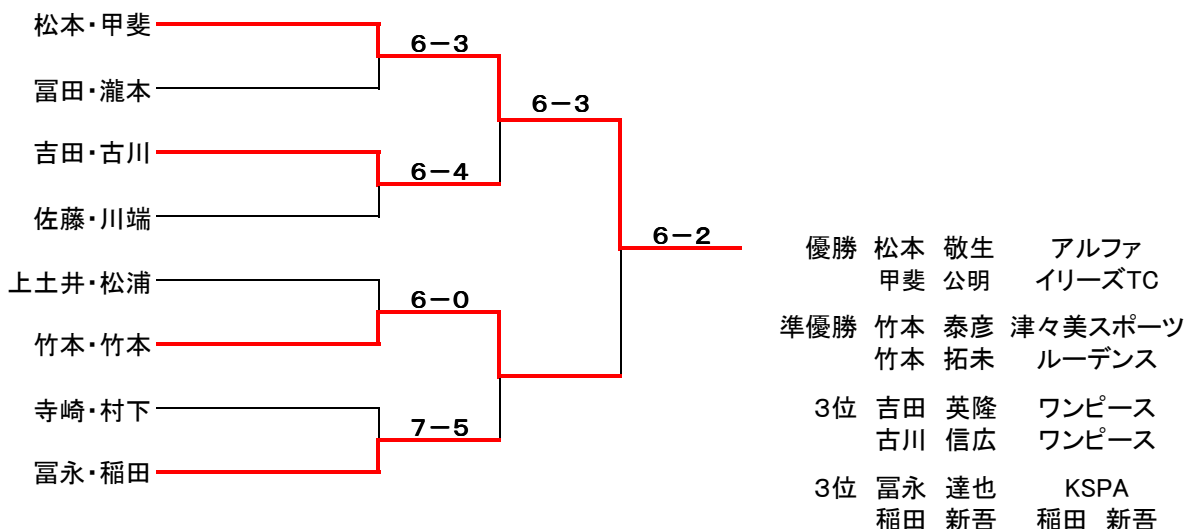 松本・甲斐
冨田・瀧本
吉田・古川
佐藤・川端
上土井・松浦
竹本・竹本
寺崎・村下
冨永・稲田
6－3
6－4
6－0
7－5
6－3
6－2
優勝 松本 敬生 アルファ
甲斐 公明 イリーズTC
準優勝 竹本 泰彦 津々美スポーツ
竹本 拓未 ルーデンス
3位 吉田 英隆 ワンピース
古川 信広 ワンピース
3位 冨永 達也 KSPA
稲田 新吾 稲田 新吾